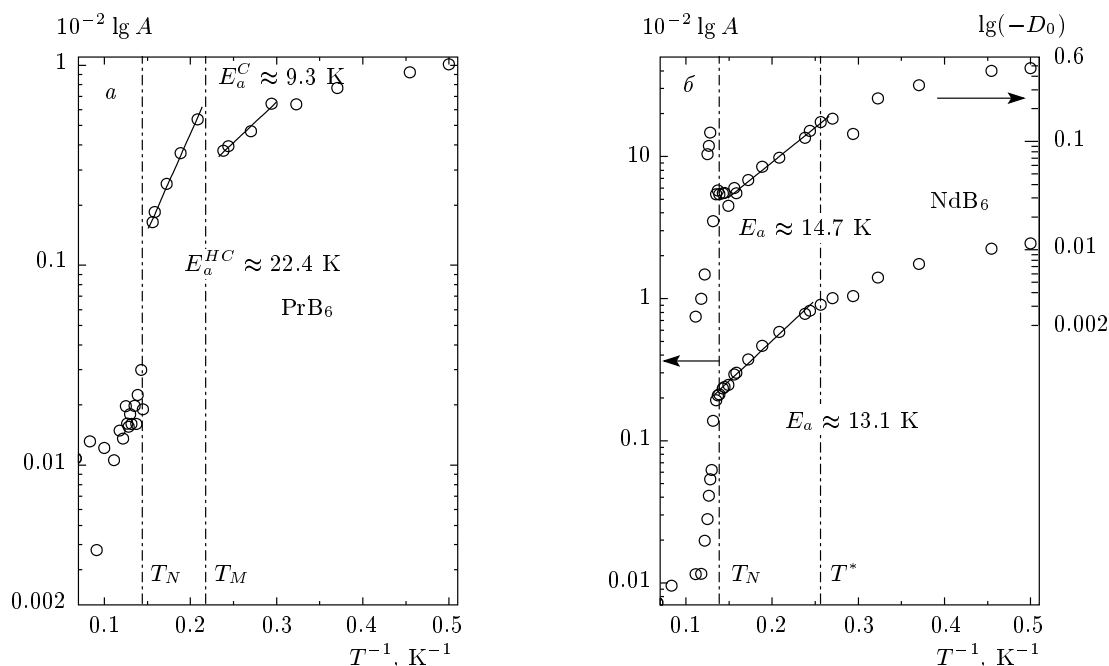 10⁻² lg A
1
0.1
0.01
0.002
а
E_a^C ≈ 9.3 K
E_a^{HC} ≈ 22.4 K
PrB₆
T_N
T_M
0.1 0.2 0.3 0.4 0.5
T⁻¹, K⁻¹
10⁻² lg A
lg(−D₀)
10
1
0.1
0.01
б
0.6
0.1
0.01
0.002
NdB₆
E_a ≈ 14.7 K
E_a ≈ 13.1 K
T_N
T*
0.1 0.2 0.3 0.4 0.5
T⁻¹, K⁻¹